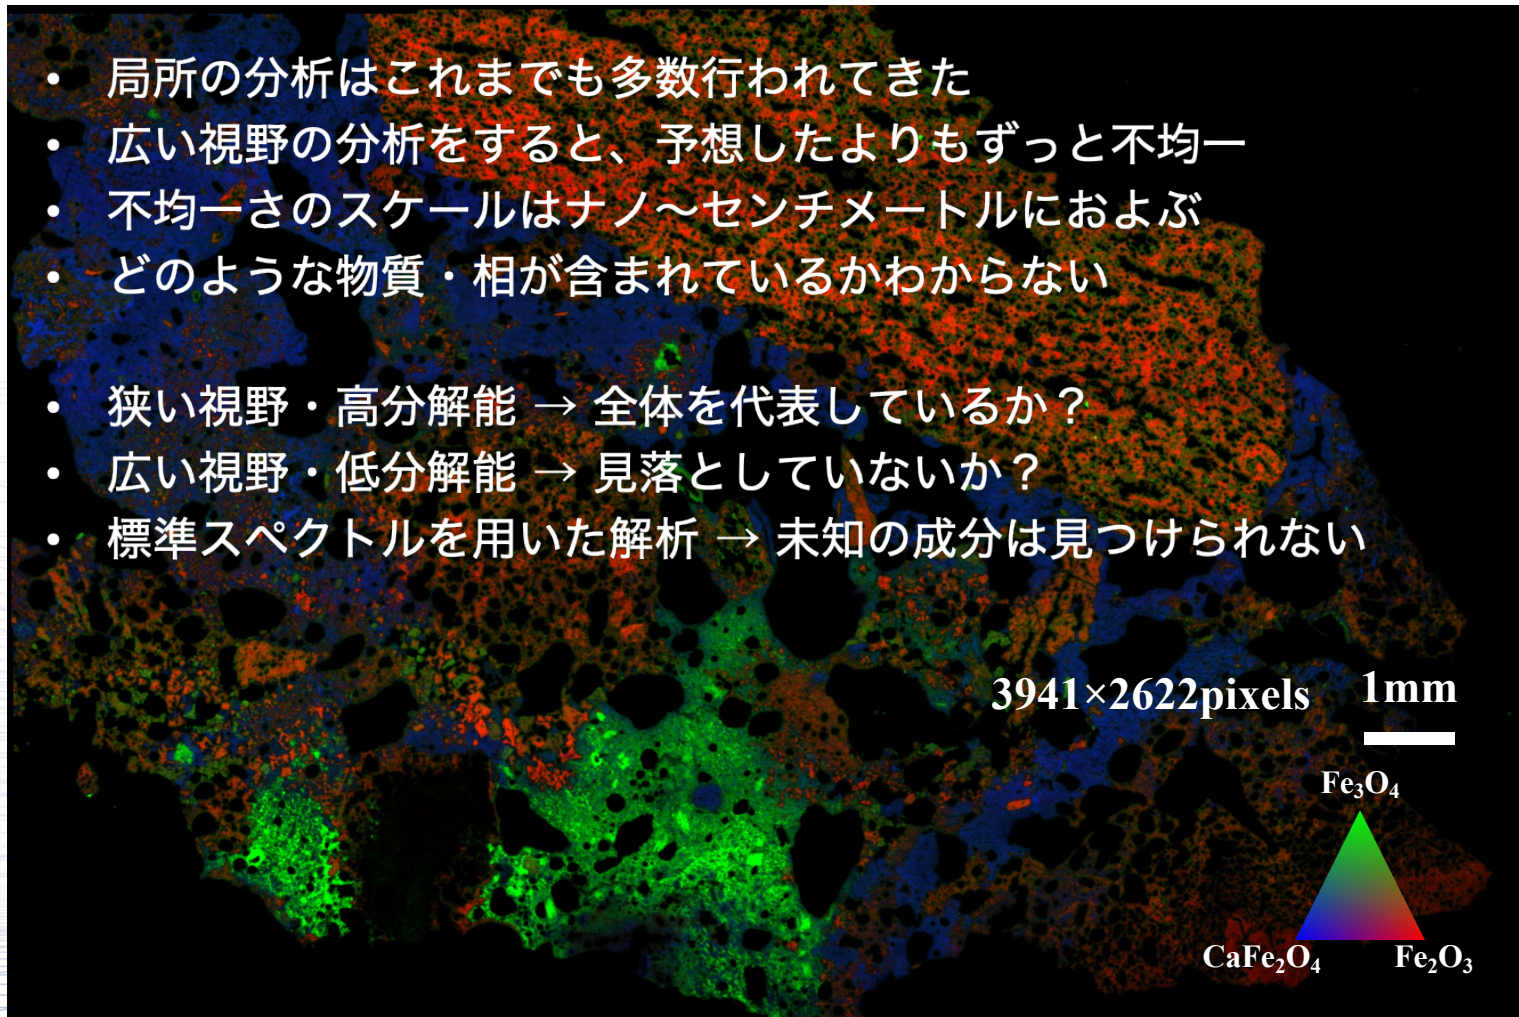 • 局所の分析はこれまでも多数行われてきた
• 広い視野の分析をすると、予想したよりもずっと不均一
• 不均一さのスケールはナノ～センチメートルにおよぶ
• どのような物質・相が含まれているかわからない
• 狭い視野・高分解能 → 全体を代表しているか？
• 広い視野・低分解能 → 見落としていないか？
• 標準スペクトルを用いた解析 → 未知の成分は見つけられない
3941×2622pixels
1mm
Fe₃O₄
CaFe₂O₄
Fe₂O₃